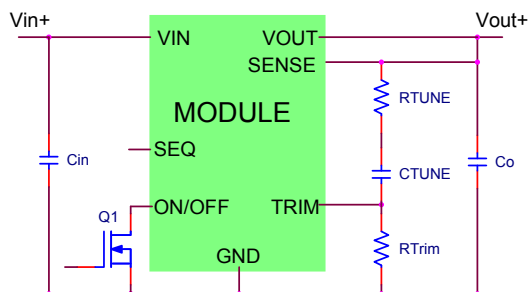 Vin+
Vout+
VIN
VOUT
SENSE
RTUNE
MODULE
Cin
SEQ
CTUNE
Co
Q1
ON/OFF
TRIM
RTrim
GND